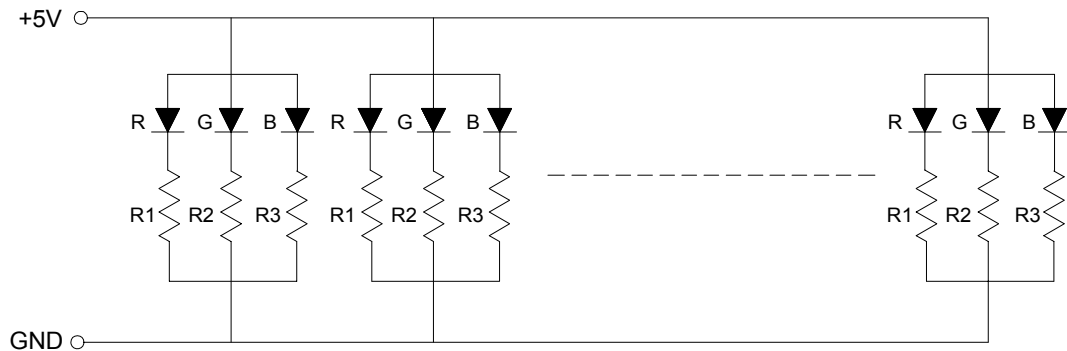 +5V
R G B R G B R G B
R1 R2 R3 R1 R2 R3 R1 R2 R3
GND